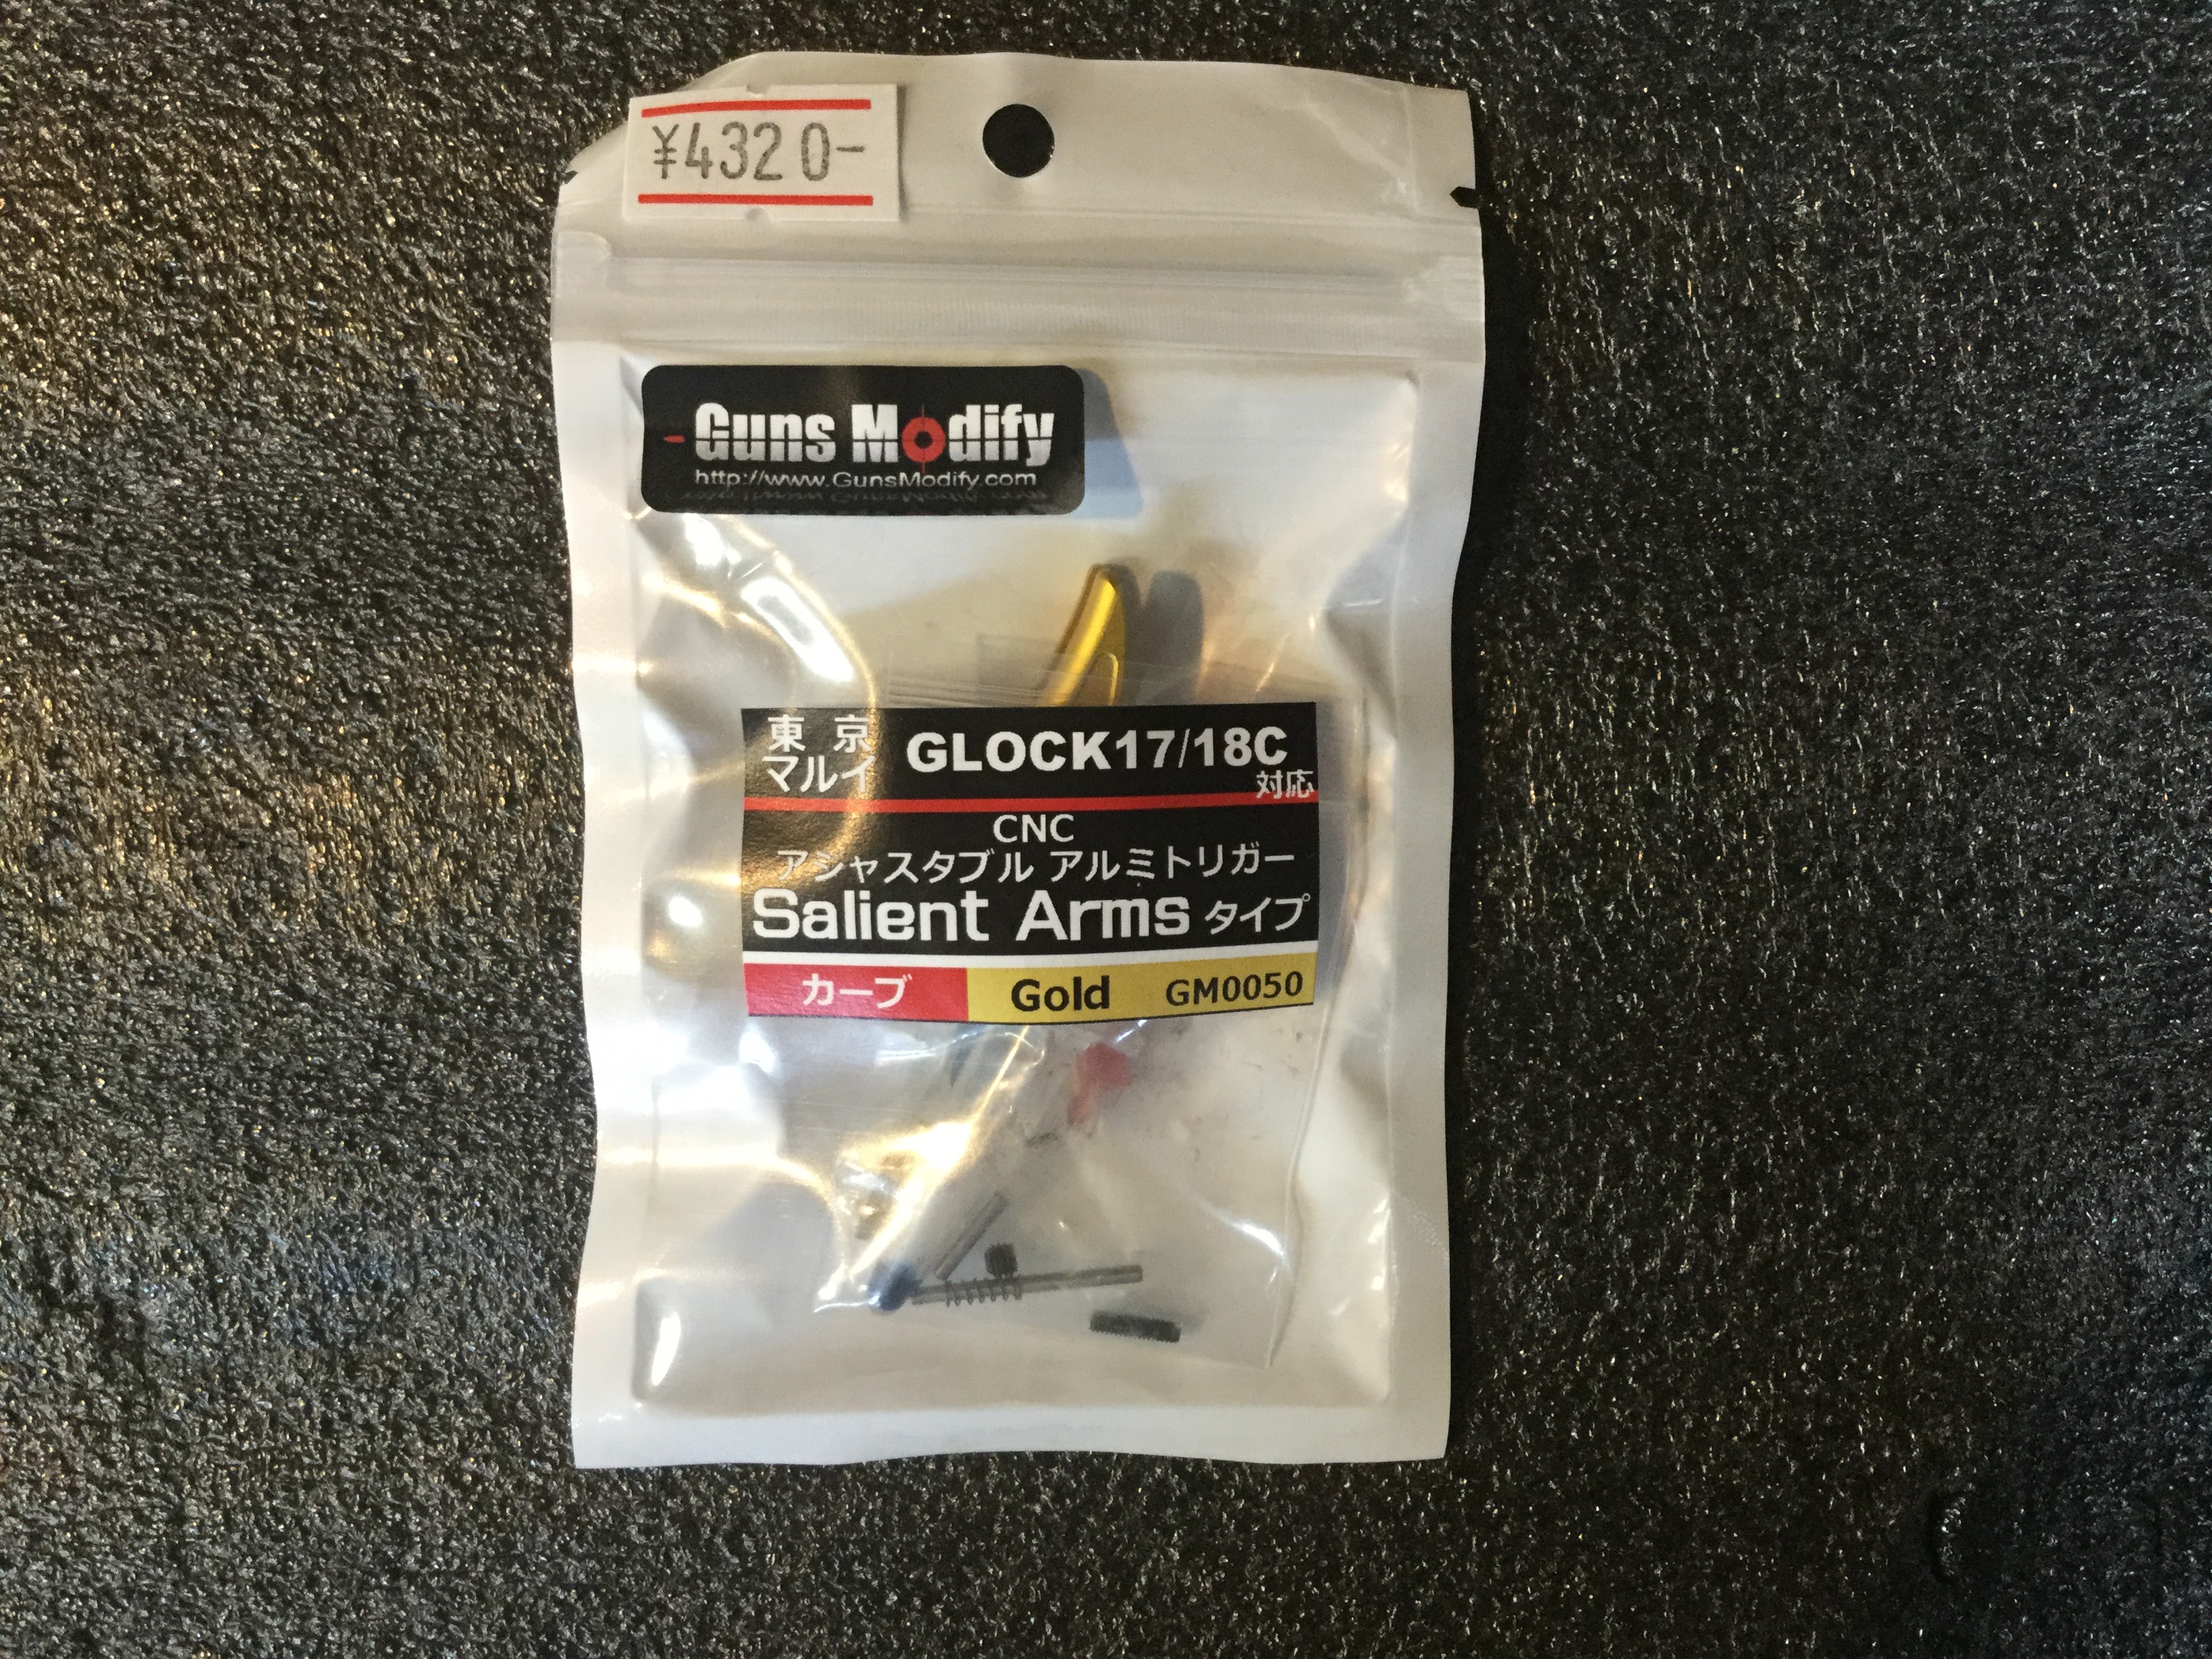 ¥4320-
Guns Modify
http://www.GunsModify.com
東京
マルイ
GLOCK17/18C
対応
CNC
アジャスタブル アルミトリガー
Salient Arms タイプ
カーブ Gold GM0050